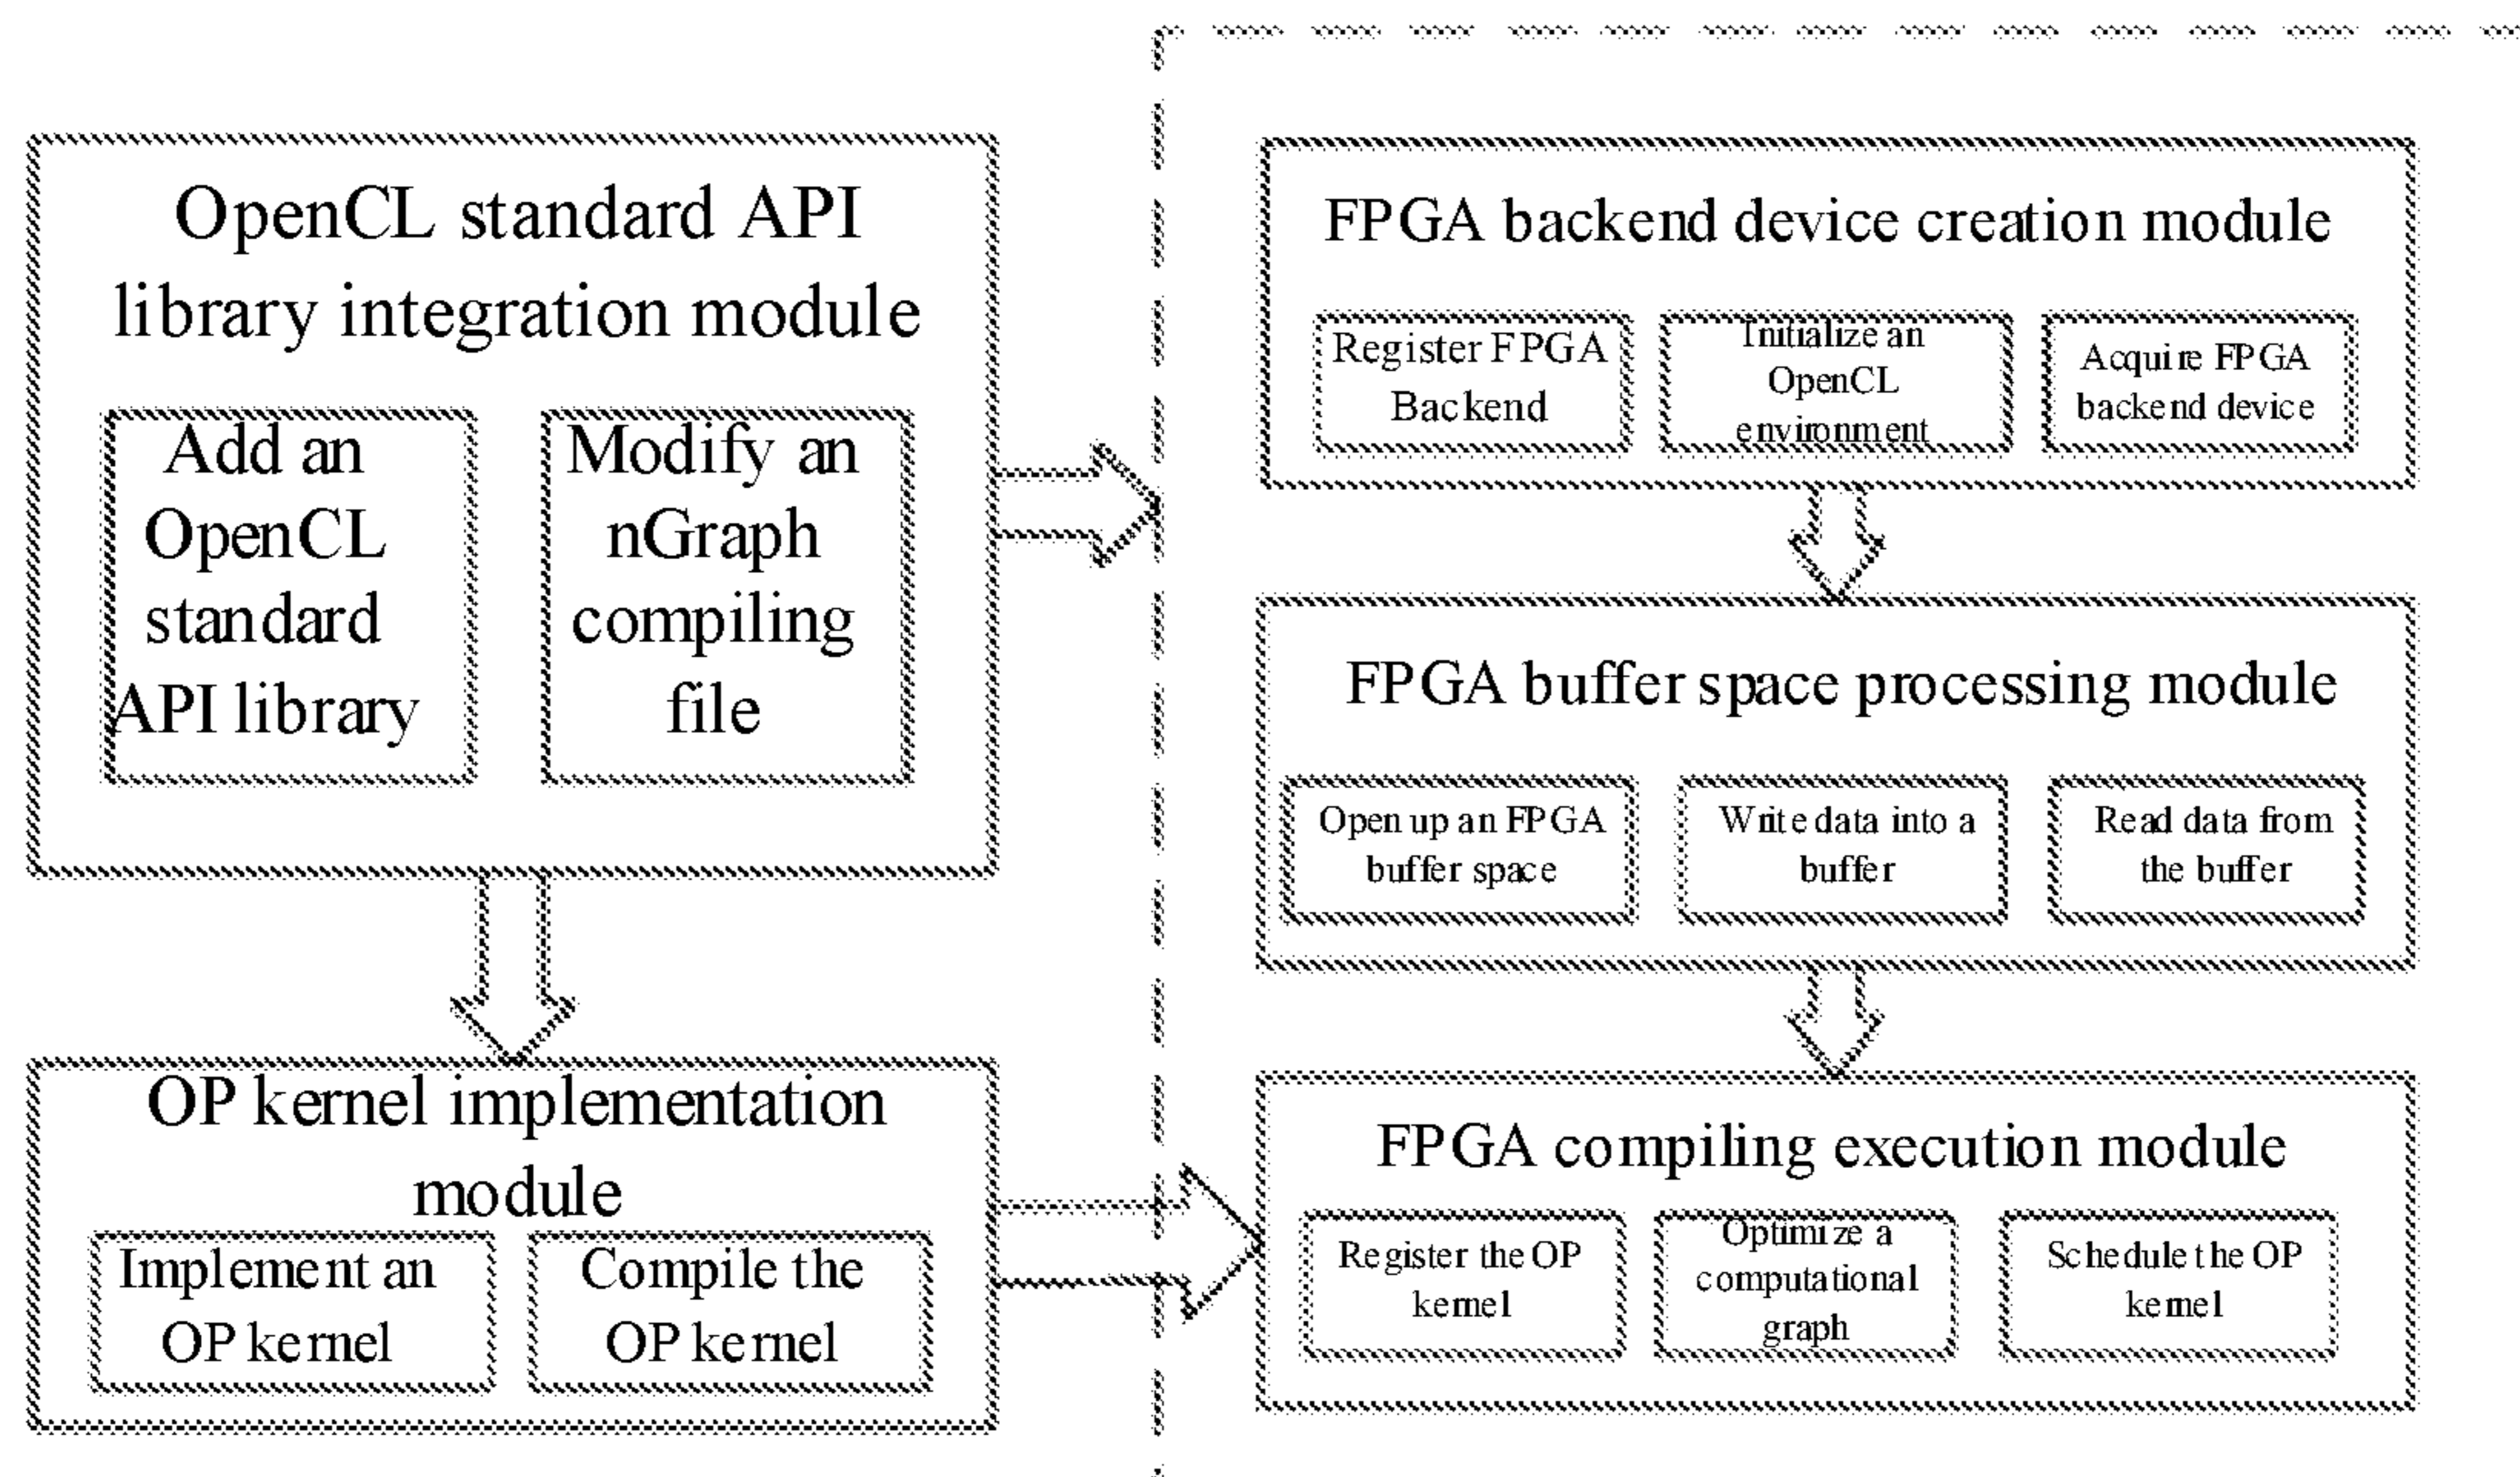 OpenCL standard API
library integration module
Add an
OpenCL
standard
API library
Modify an
nGraph
compiling
file
OP kernel implementation
module
Implement an
OP kernel
Compile the
OP kernel
FPGA backend device creation module
Register FPGA
Backend
Initialize an
OpenCL
environment
Acquire FPGA
backend device
FPGA buffer space processing module
Open up an FPGA
buffer space
Write data into a
buffer
Read data from
the buffer
FPGA compiling execution module
Register the OP
kernel
Optimize a
computational
graph
Schedule the OP
kernel